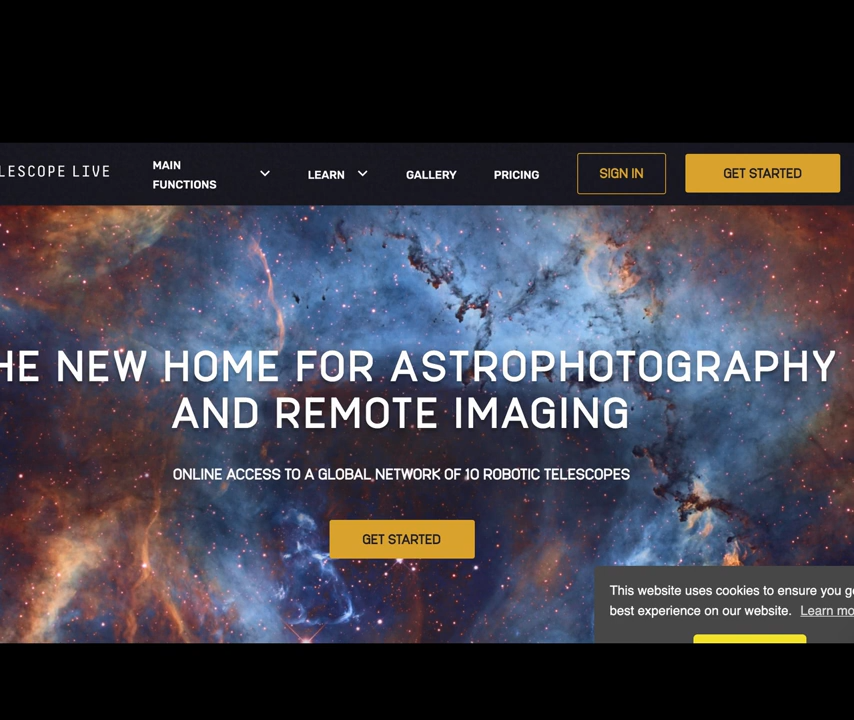 LESCOPE LIVE
MAIN
FUNCTIONS
LEARN
GALLERY
PRICING
SIGN IN
GET STARTED
HE NEW HOME FOR ASTROPHOTOGRAPHY
AND REMOTE IMAGING
ONLINE ACCESS TO A GLOBAL NETWORK OF 10 ROBOTIC TELESCOPES
GET STARTED
This website uses cookies to ensure you g
best experience on our website. Learn mo